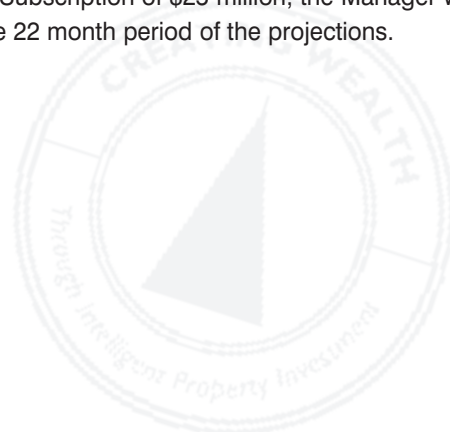 Subscription of $25 million, the Manager w
e 22 month period of the projections.
CREATING WEALTH
Through Intelligent Property Investment